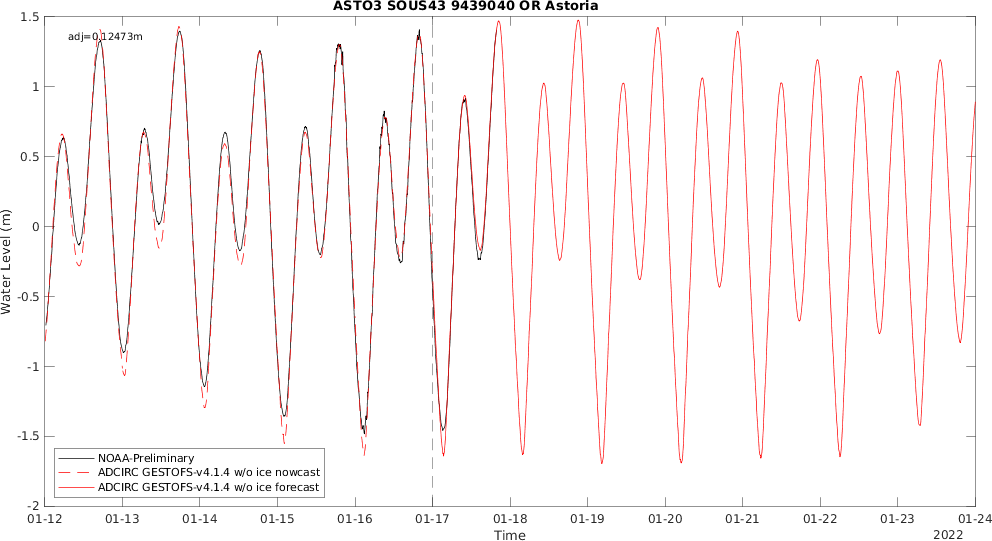 ASTO3 SOUS43 9439040 OR Astoria
adj=0.12473m
Water Level (m)
1.5
1
0.5
0
-0.5
-1
-1.5
-2
NOAA-Preliminary
ADCIRC GESTOFS-v4.1.4 w/o ice nowcast
ADCIRC GESTOFS-v4.1.4 w/o ice forecast
01-12 01-13 01-14 01-15 01-16 01-17 01-18 01-19 01-20 01-21 01-22 01-23 01-24
Time
2022